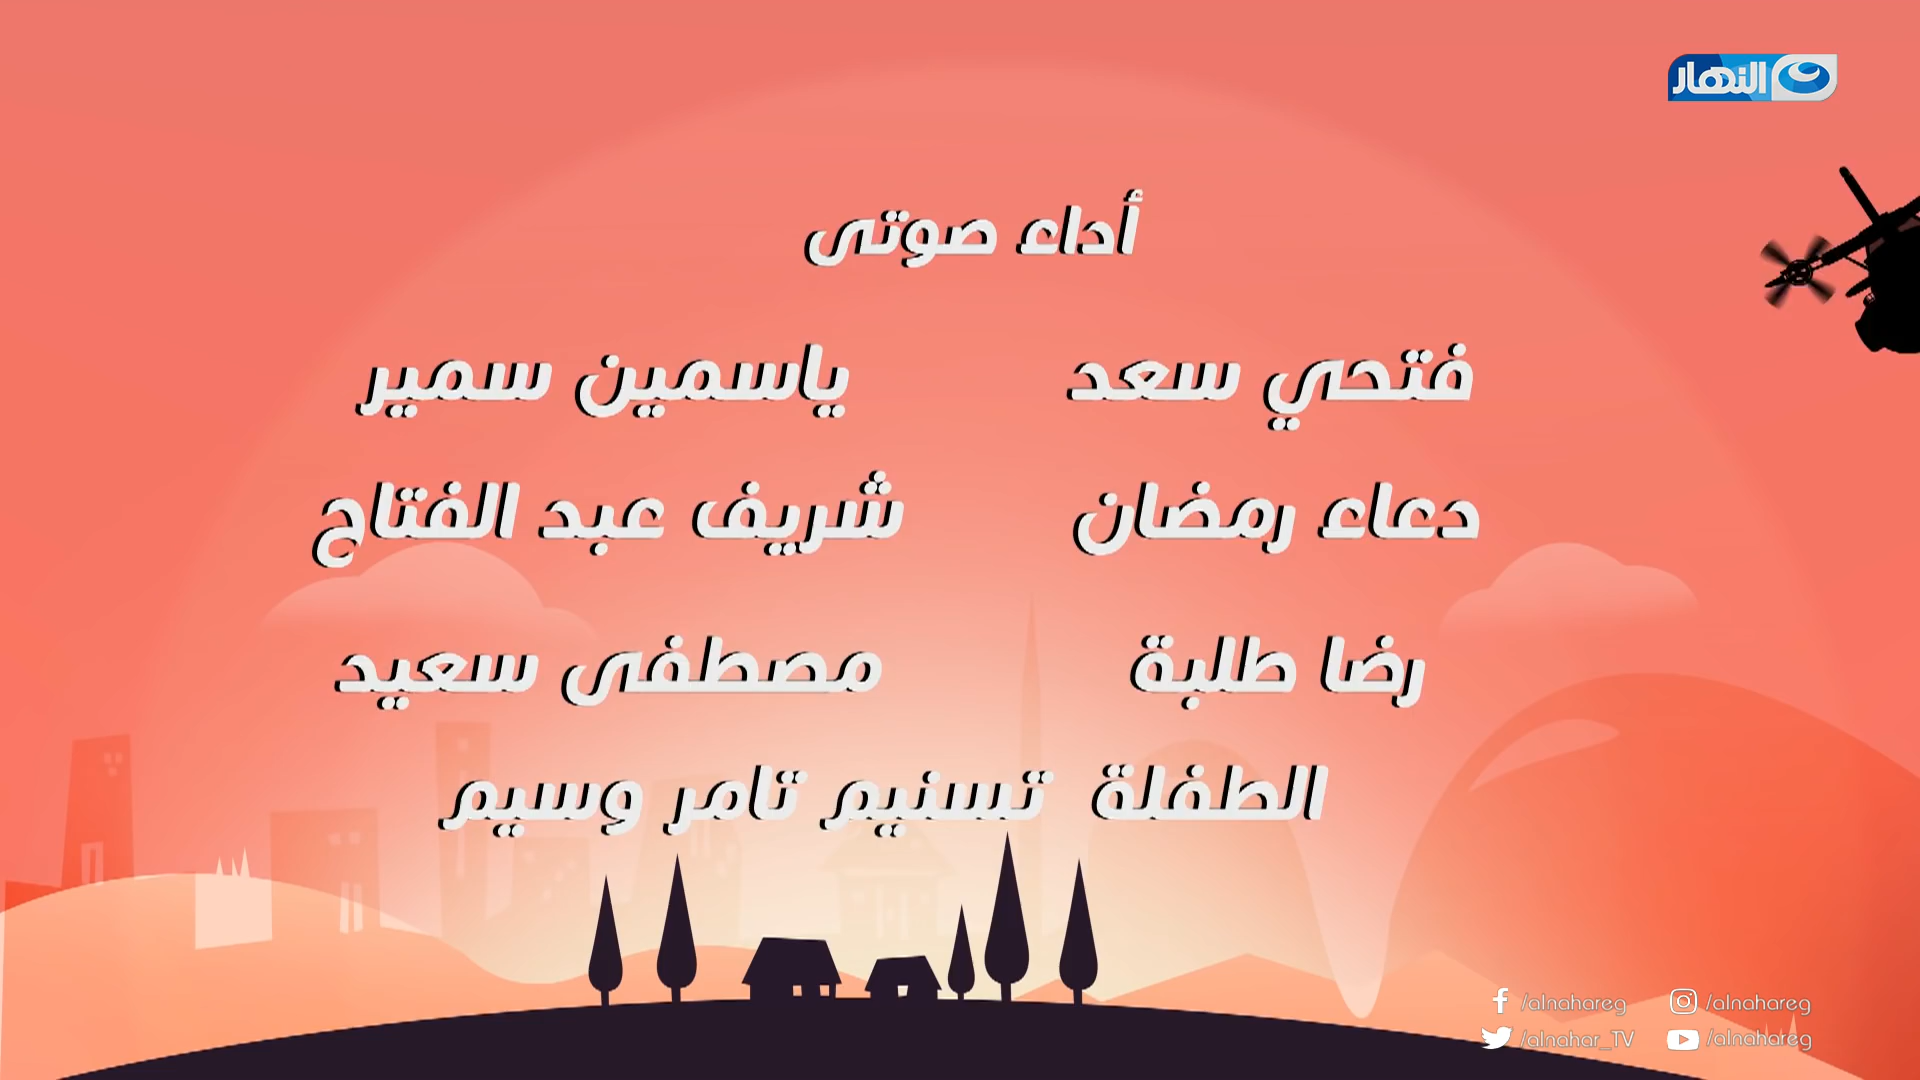 النهار
أداء صوتى
فتحي سعد ياسمين سمير
دعاء رمضان شريف عبد الفتاح
رضا طلبة مصطفى سعيد
الطفلة تسنيم تامر وسيم
/alnahareg /alnahareg
/alnahar_TV /alnahareg